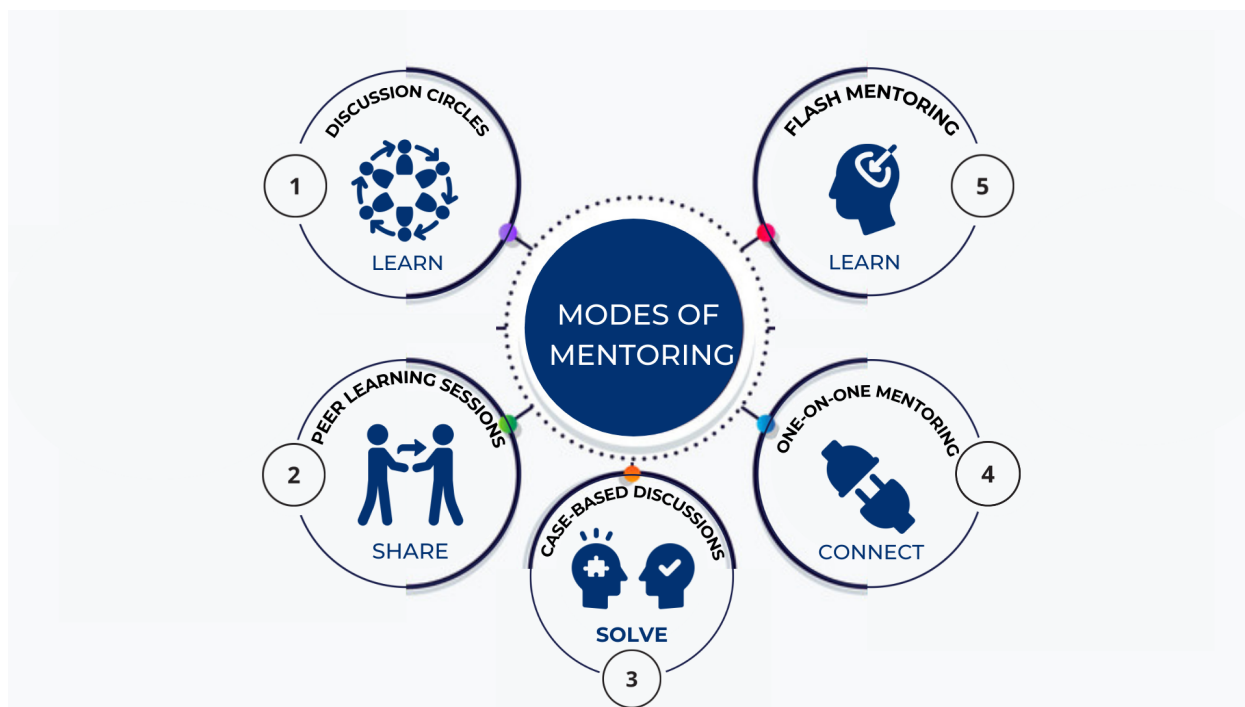 MODES OF
MENTORING
1
DISCUSSION CIRCLES
LEARN
2
PEER LEARNING SESSIONS
SHARE
3
CASE-BASED DISCUSSIONS
SOLVE
4
ONE-ON-ONE MENTORING
CONNECT
5
FLASH MENTORING
LEARN